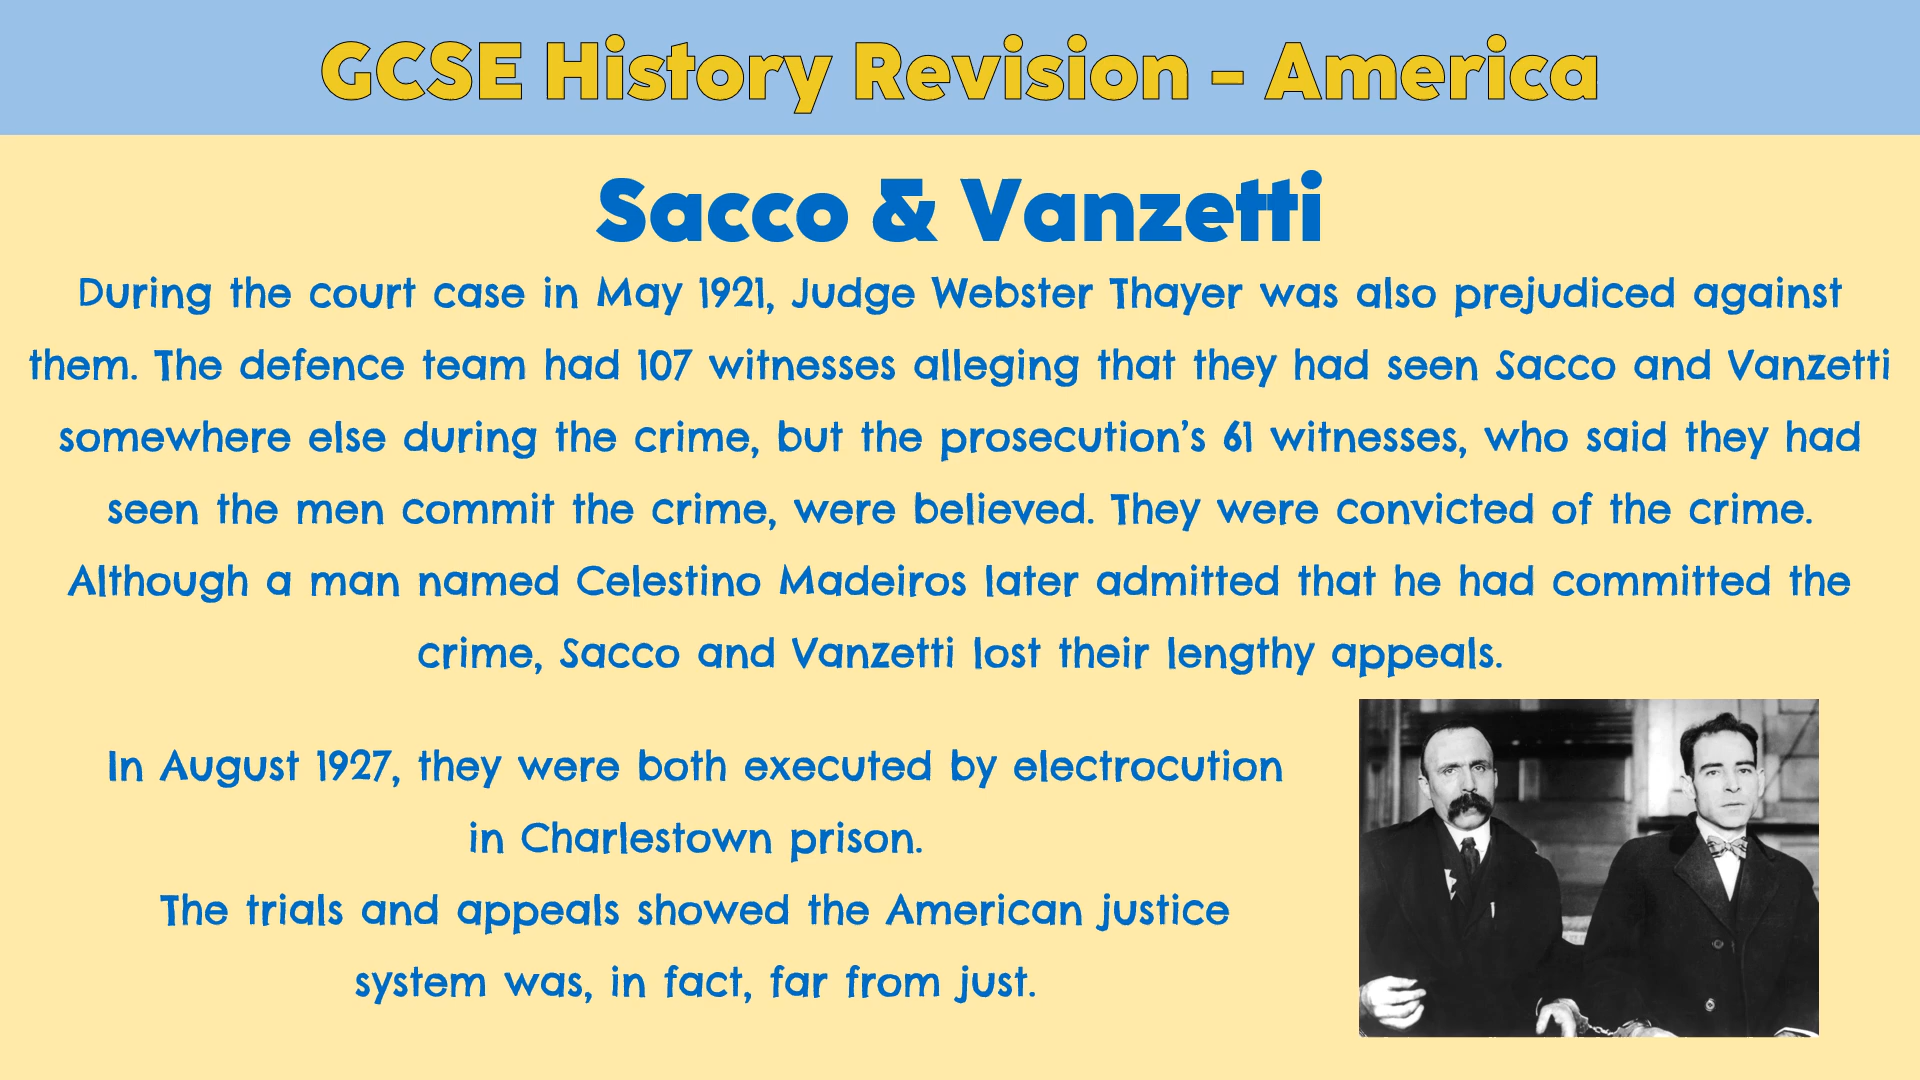 GCSE History Revision - America
Sacco & Vanzetti
During the court case in May 1921, Judge Webster Thayer was also prejudiced against
them. The defence team had 107 witnesses alleging that they had seen Sacco and Vanzetti
somewhere else during the crime, but the prosecution’s 61 witnesses, who said they had
seen the men commit the crime, were believed. They were convicted of the crime.
Although a man named Celestino Madeiros later admitted that he had committed the
crime, Sacco and Vanzetti lost their lengthy appeals.
In August 1927, they were both executed by electrocution
in Charlestown prison.
The trials and appeals showed the American justice
system was, in fact, far from just.